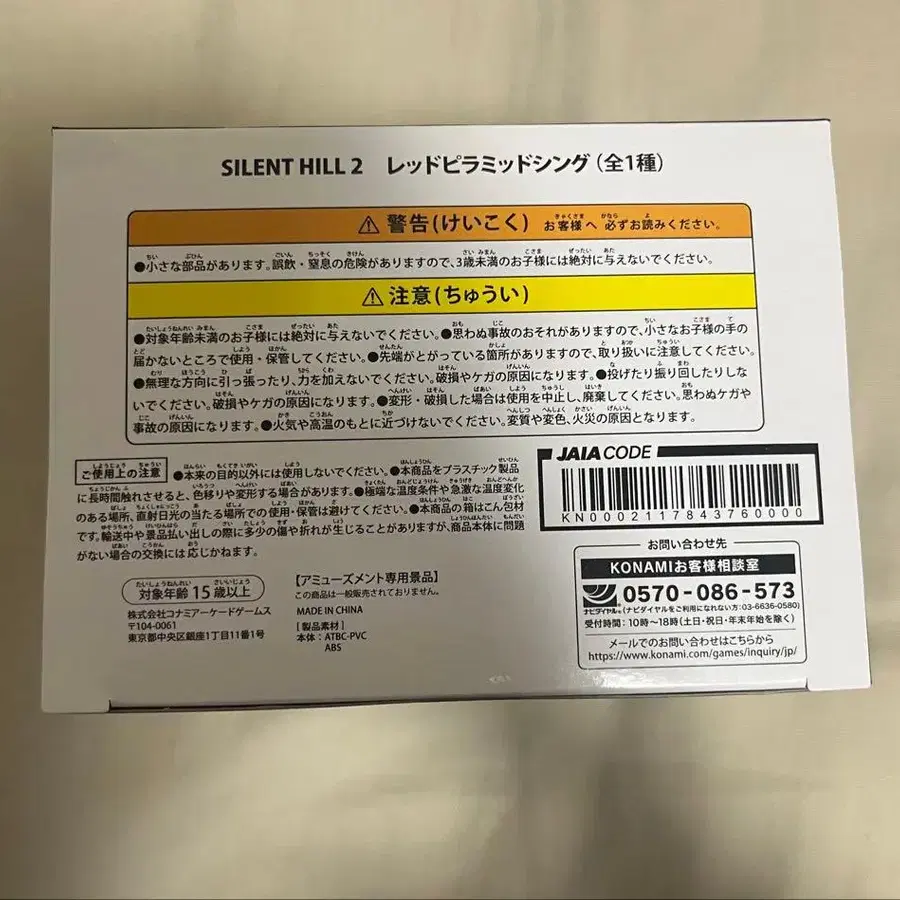 SILENT HILL 2 レッドピラミッドシング(全1種)
⚠警告(けいこく) お客様へ 必ずお読みください。
●小さな部品があります。誤飲・窒息の危険がありますので、3歳未満のお子様には絶対に与えないでください。
⚠注意(ちゅうい)
●対象年齢未満のお子様には絶対に与えないでください。●思わぬ事故のおそれがありますので、小さなお子様の手の
届かないところで使用・保管してください。●先端がとがっている箇所がありますので、取り扱いに注意してください。
●無理な方向に引っ張ったり、力を加えないでください。破損やケガの原因になります。●投げたり振り回したりしな
いでください。破損やケガの原因になります。●変形・破損した場合は使用を中止し、廃棄してください。思わぬケガや
事故の原因になります。●火気や高温のもとに近づけないでください。変質や変色、火災の原因となります。
ご使用上の注意 ●本来の目的以外には使用しないでください。●本商品をプラスチック製品
に長時間触れさせると、色移りや変形する場合があります。●極端な温度条件や急激な温度変化
のある場所、直射日光の当たる場所での使用・保管は避けてください。●本商品の箱はこん包材
です。輸送中や景品払い出しの際に多少の傷や折れが生じることがありますが、商品本体に問題
がない場合の交換には応じかねます。
JAIA CODE
KN0002117843760000
対象年齢 15歳以上
株式会社コナミアーケードゲームス
〒104-0061
東京都中央区銀座1丁目11番1号
【アミューズメント専用景品】
この商品は一般販売されておりません。
MADE IN CHINA
[製品素材]
本体:ATBC-PVC
ABS
お問い合わせ先
KONAMIお客様相談室
0570-086-573
ナビダイヤル®(ナビダイヤルをご利用になれない方:03-6636-0580)
受付時間:10時〜18時(土日・祝日・年末年始を除く)
メールでのお問い合わせはこちらから
https://www.konami.com/games/inquiry/jp/